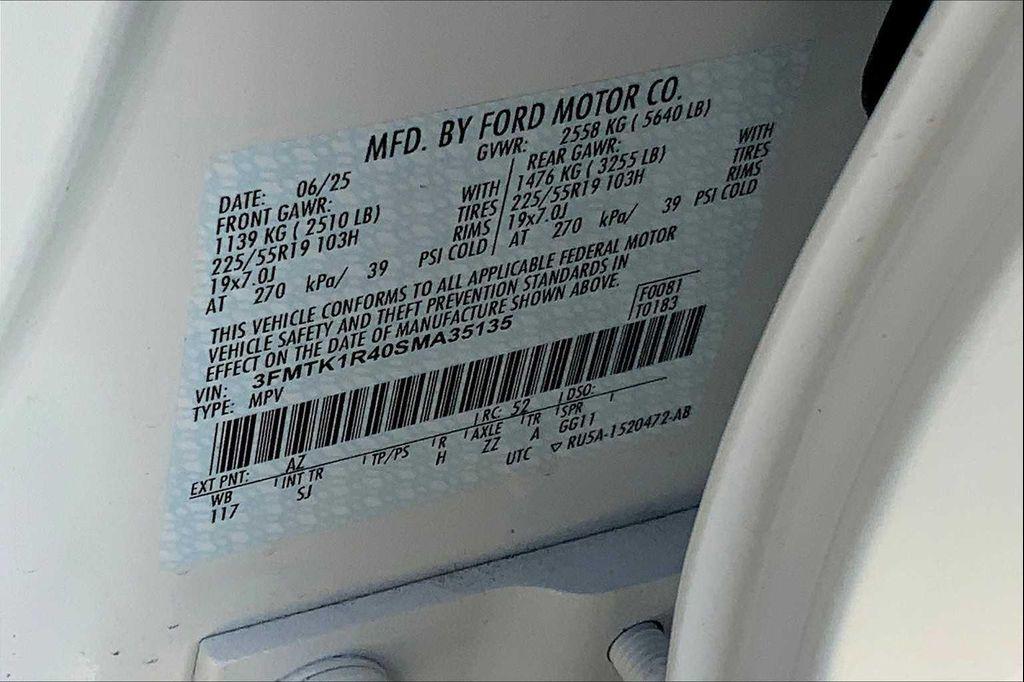 MFD. BY FORD MOTOR CO.
DATE: 06/25 GVWR: 2558 KG ( 5640 LB)
FRONT GAWR: REAR GAWR:
1139 KG ( 2510 LB) WITH 1476 KG ( 3255 LB) WITH
225/55R19 103H TIRES 225/55R19 103H TIRES
19x7.0J RIMS 19x7.0J RIMS
AT 270 kPa/ 39 PSI COLD AT 270 kPa/ 39 PSI COLD
THIS VEHICLE CONFORMS TO ALL APPLICABLE FEDERAL MOTOR
VEHICLE SAFETY AND THEFT PREVENTION STANDARDS IN
EFFECT ON THE DATE OF MANUFACTURE SHOWN ABOVE.
VIN: 3FMTK1R40SMA35135 F0081
TYPE: MPV T0183
EXT PNT: AZ RC: 52 DSO:
WB INT TR TP/PS R AXLE TR SPR
117 SJ H ZZ A GG11
UTC ▽ RU5A-1520472-AB